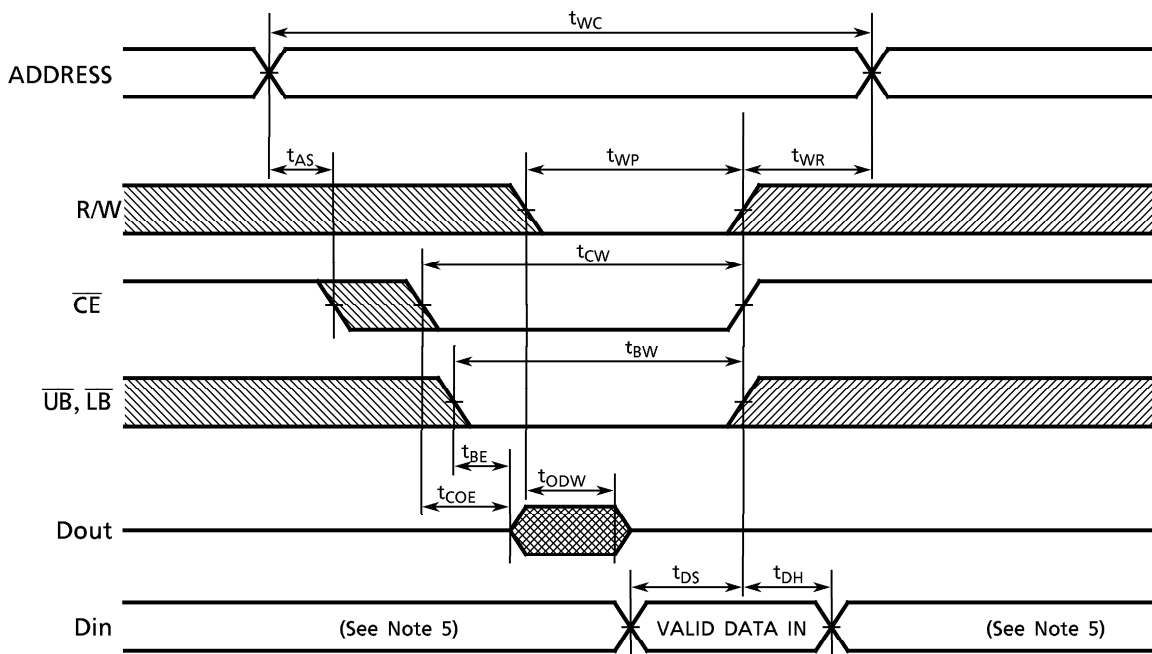 tWC
ADDRESS
tAS
tWP
tWR
R/W
tCW
CE
tBW
UB, LB
tBE
tODW
tCOE
Dout
tDS
tDH
Din
(See Note 5)
VALID DATA IN
(See Note 5)